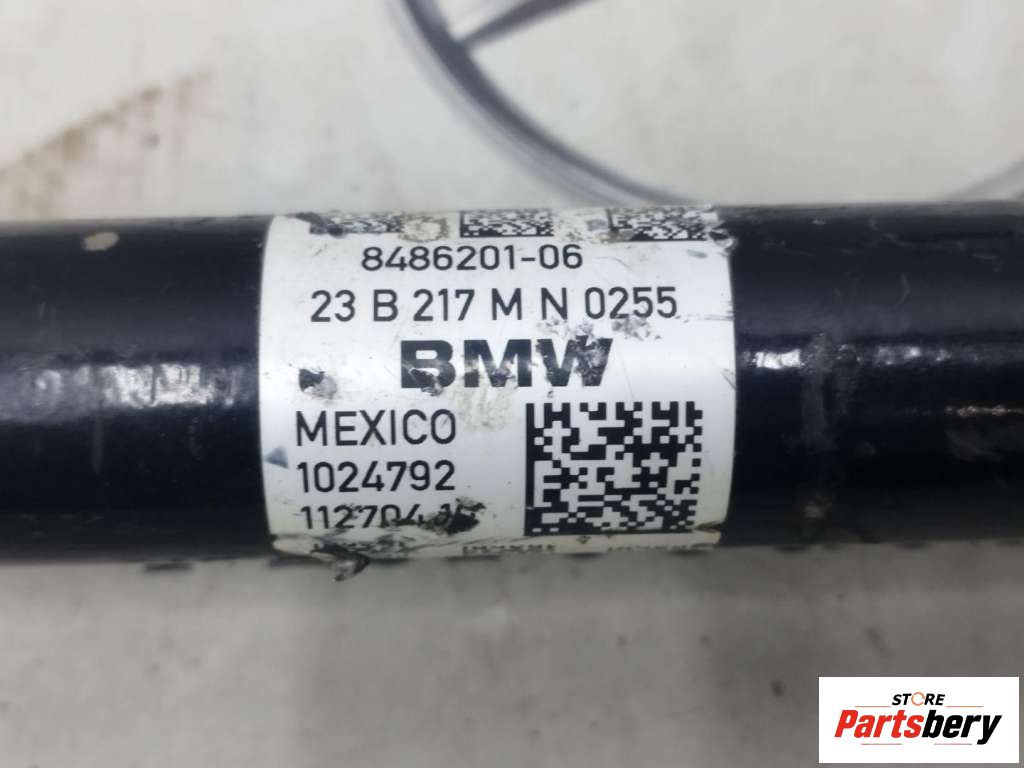 8486201-06
23 B 217 M N 0255
BMW
MEXICO
1024792
STORE
Partsbery